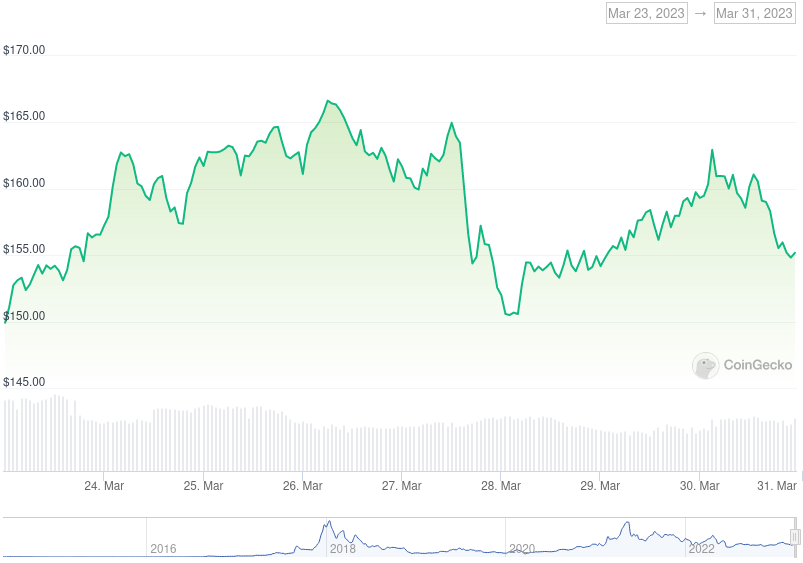 Mar 23, 2023 → Mar 31, 2023
$170.00
$165.00
$160.00
$155.00
$150.00
CoinGecko
$145.00
24. Mar 25. Mar 26. Mar 27. Mar 28. Mar 29. Mar 30. Mar 31. Mar
2016 2018 2020 2022